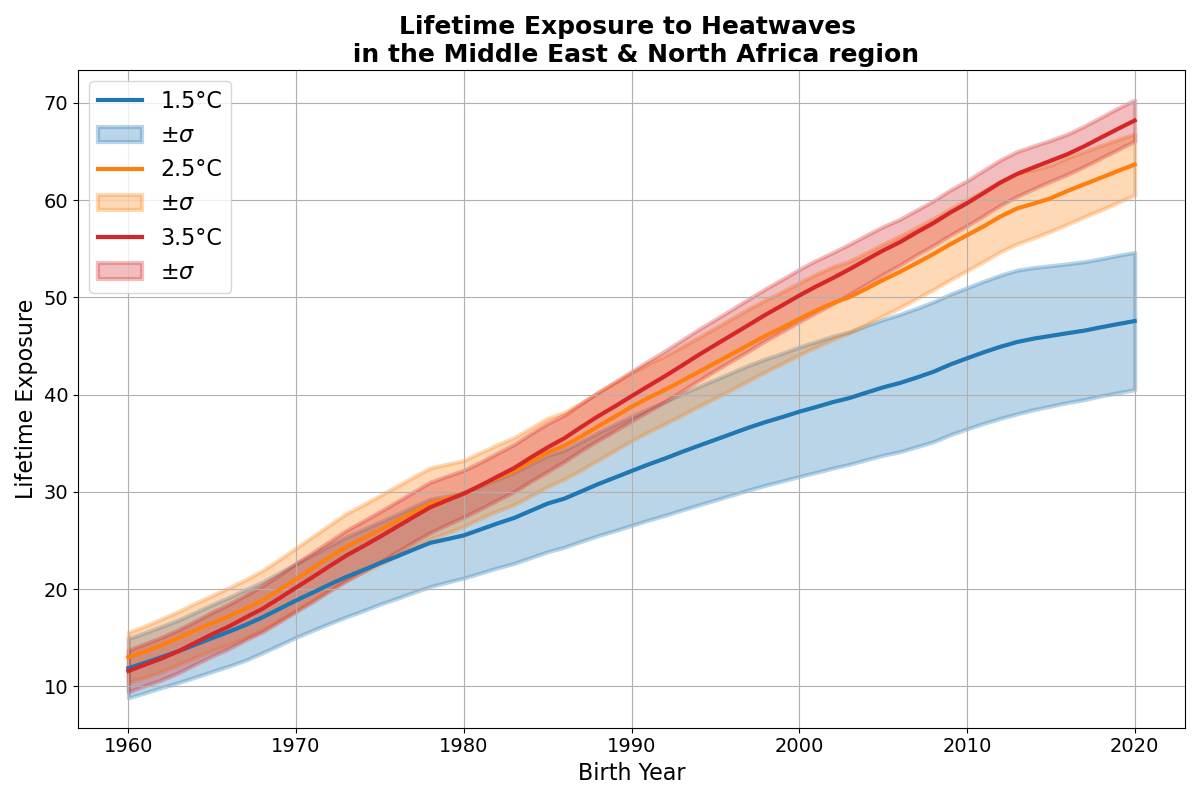 Lifetime Exposure to Heatwaves
in the Middle East & North Africa region
1.5°C
±σ
2.5°C
±σ
3.5°C
±σ
Lifetime Exposure
70
60
50
40
30
20
10
1960 1970 1980 1990 2000 2010 2020
Birth Year